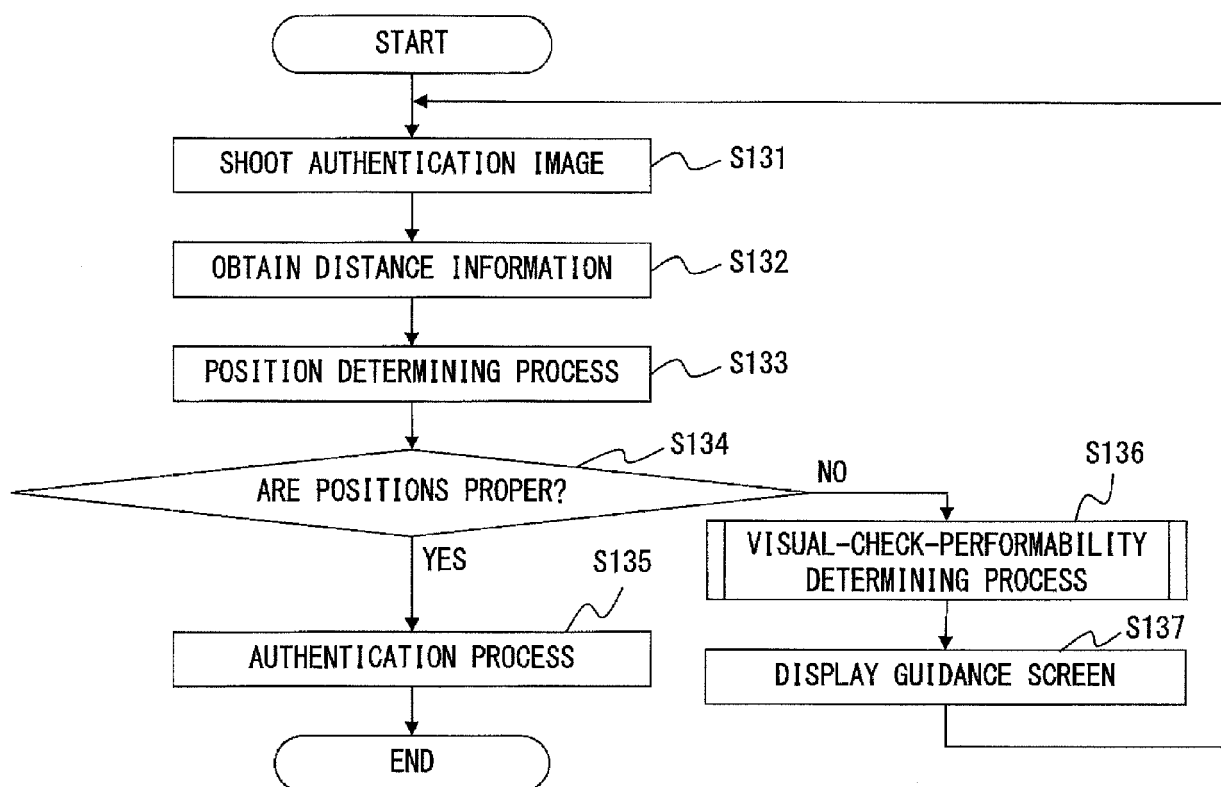 START
SHOOT AUTHENTICATION IMAGE
S131
OBTAIN DISTANCE INFORMATION
S132
POSITION DETERMINING PROCESS
S133
ARE POSITIONS PROPER?
S134
NO
YES
S136
VISUAL-CHECK-PERFORMABILITY
DETERMINING PROCESS
S135
AUTHENTICATION PROCESS
S137
DISPLAY GUIDANCE SCREEN
END